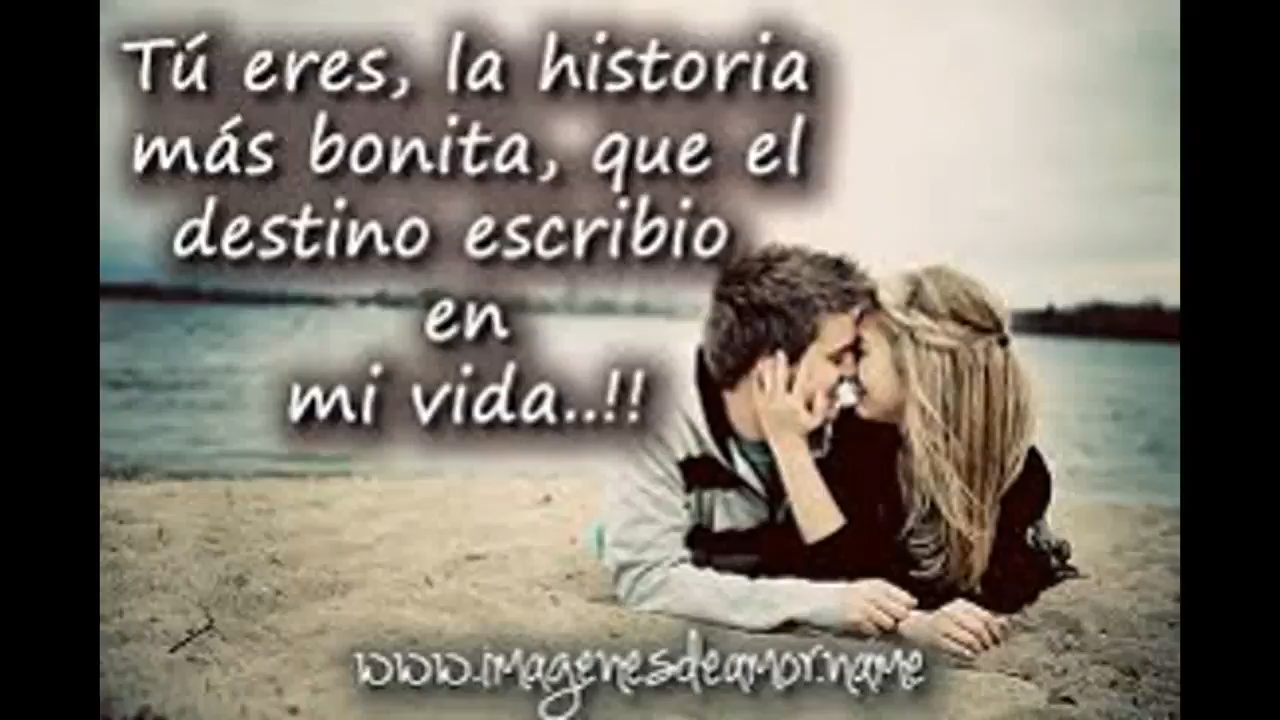 Tú eres, la historia
más bonita, que el
destino escribio
en
mi vida..!!
www.imagenesdeamor.name